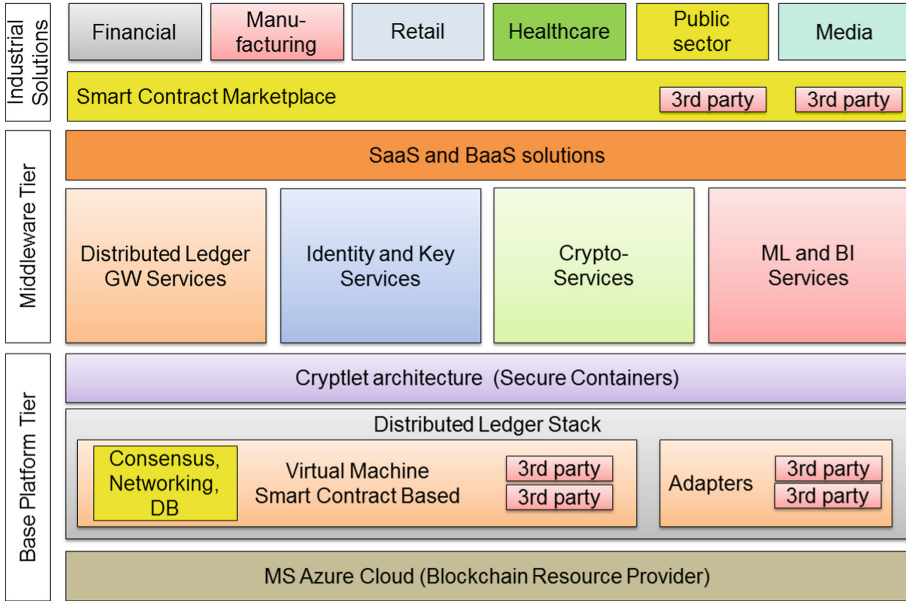 Industrial
Solutions
Financial
Manu-
facturing
Retail
Healthcare
Public
sector
Media
Smart Contract Marketplace
3rd party
3rd party
Middleware Tier
SaaS and BaaS solutions
Distributed Ledger
GW Services
Identity and Key
Services
Crypto-
Services
ML and BI
Services
Base Platform Tier
Cryptlet architecture (Secure Containers)
Distributed Ledger Stack
Consensus,
Networking,
DB
Virtual Machine
Smart Contract Based
3rd party
3rd party
Adapters
3rd party
3rd party
MS Azure Cloud (Blockchain Resource Provider)